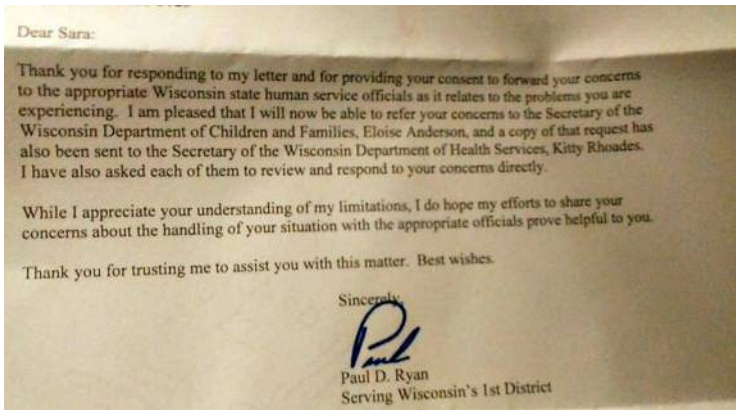 Dear Sara:
Thank you for responding to my letter and for providing your consent to forward your concerns
to the appropriate Wisconsin state human service officials as it relates to the problems you are
experiencing. I am pleased that I will now be able to refer your concerns to the Secretary of the
Wisconsin Department of Children and Families, Eloise Anderson, and a copy of that request has
also been sent to the Secretary of the Wisconsin Department of Health Services, Kitty Rhoades.
I have also asked each of them to review and respond to your concerns directly.
While I appreciate your understanding of my limitations, I do hope my efforts to share your
concerns about the handling of your situation with the appropriate officials prove helpful to you.
Thank you for trusting me to assist you with this matter. Best wishes.
Sincerely,
Paul
Paul D. Ryan
Serving Wisconsin's 1st District